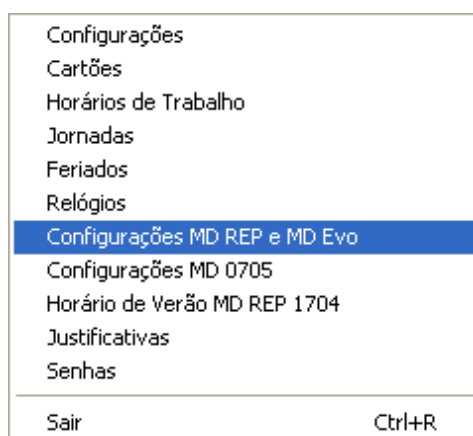 Configurações
Cartões
Horários de Trabalho
Jornadas
Feriados
Relógios
Configurações MD REP e MD Evo
Configurações MD 0705
Horário de Verão MD REP 1704
Justificativas
Senhas
Sair Ctrl+R